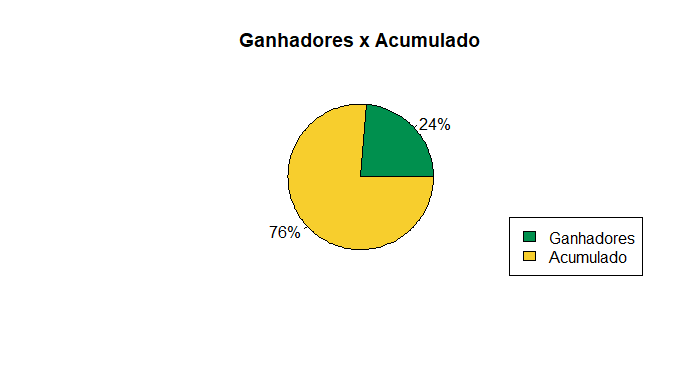 Ganhadores x Acumulado
24%
76%
Ganhadores
Acumulado